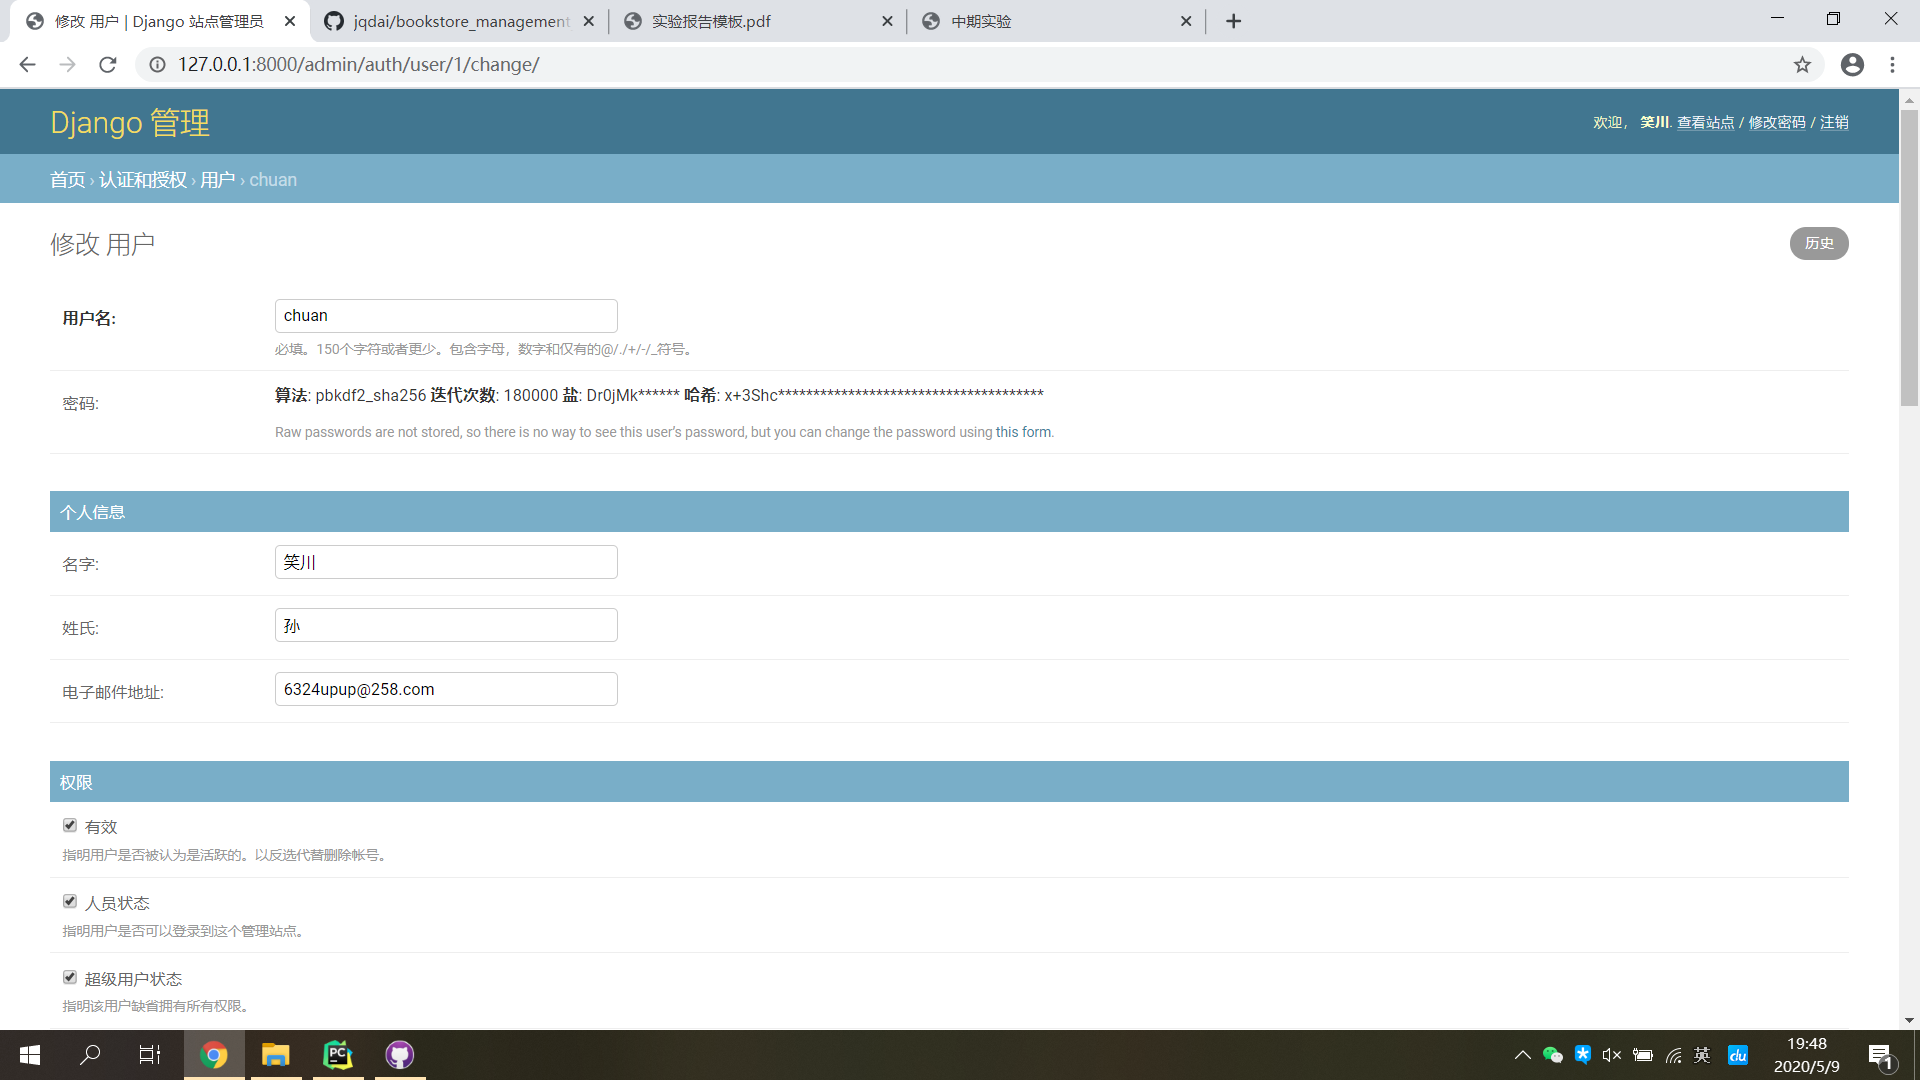 修改 用户 | Django 站点管理员
jqdai/bookstore_management
实验报告模板.pdf
中期实验
127.0.0.1:8000/admin/auth/user/1/change/
Django 管理
欢迎， 笑川. 查看站点 / 修改密码 / 注销
首页 › 认证和授权 › 用户 › chuan
修改 用户
历史
用户名: chuan
必填。150个字符或者更少。包含字母，数字和仅有的@/./+/-/_符号。
密码: 算法: pbkdf2_sha256 迭代次数: 180000 盐: Dr0jMk****** 哈希: x+3Shc**************************************
Raw passwords are not stored, so there is no way to see this user's password, but you can change the password using this form.
个人信息
名字: 笑川
姓氏: 孙
电子邮件地址: 6324upup@258.com
权限
有效
指明用户是否被认为是活跃的。以反选代替删除帐号。
人员状态
指明用户是否可以登录到这个管理站点。
超级用户状态
指明该用户缺省拥有所有权限。
PC
英
du
19:48
2020/5/9
1